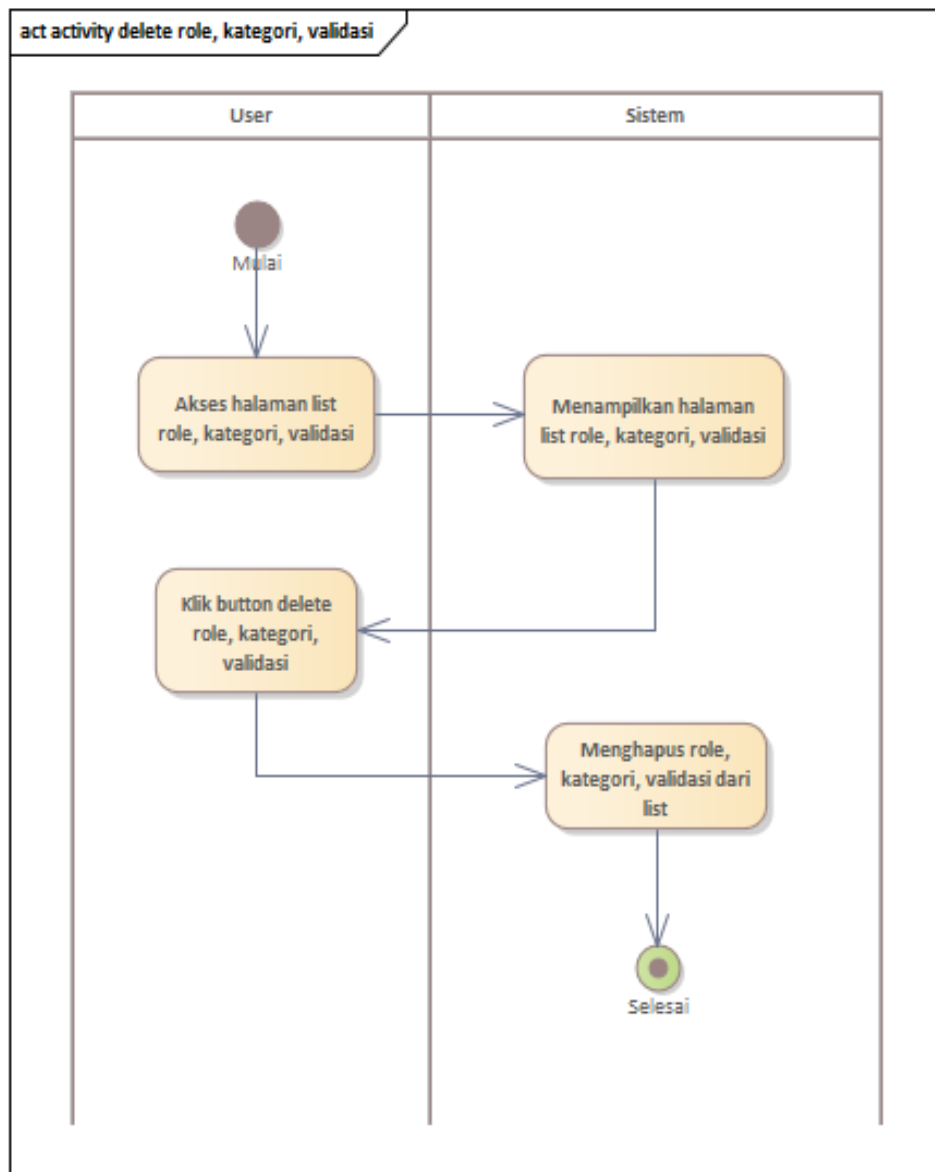 act activity delete role, kategori, validasi
User
Sistem
Mulai
Akses halaman list
role, kategori, validasi
Menampilkan halaman
list role, kategori, validasi
Klik button delete
role, kategori,
validasi
Menghapus role,
kategori, validasi dari
list
Selesai